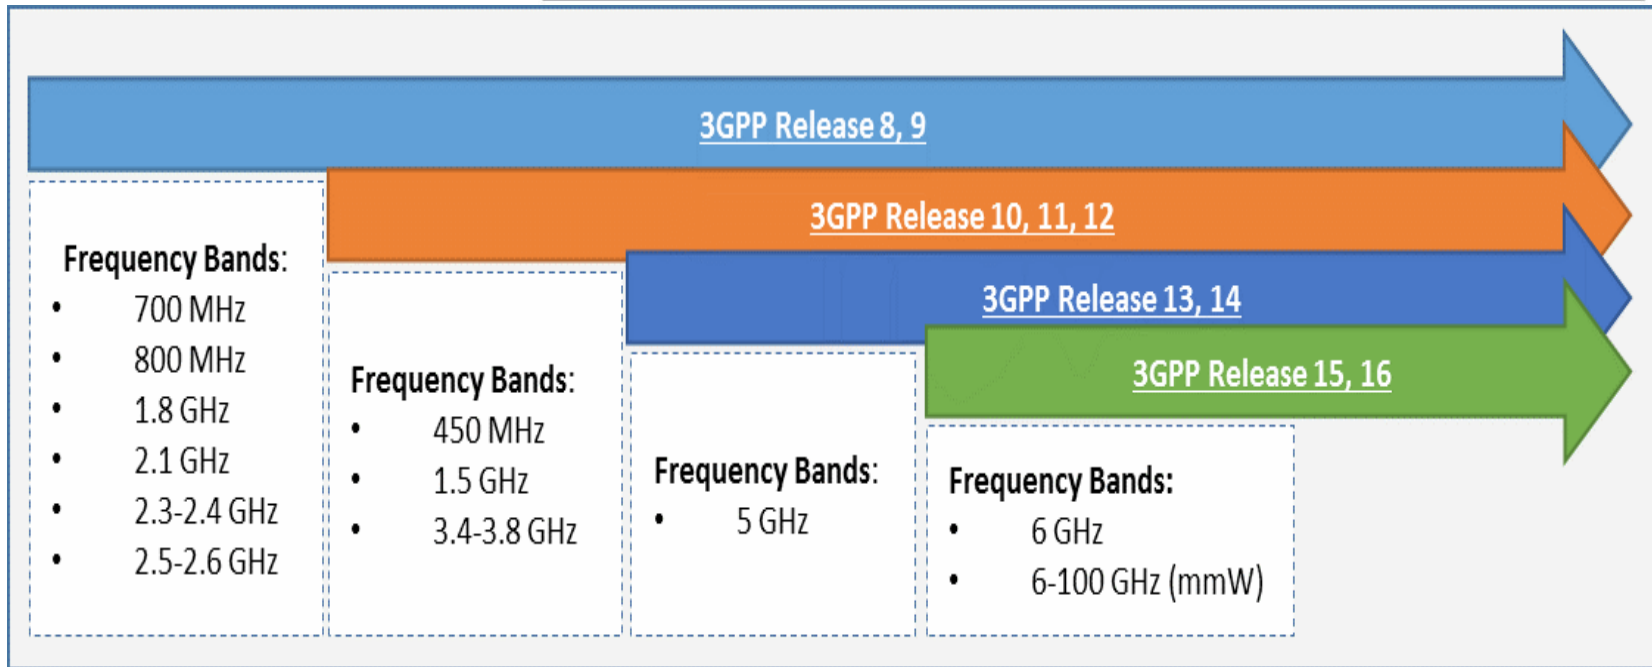 3GPP Release 8, 9
3GPP Release 10, 11, 12
3GPP Release 13, 14
3GPP Release 15, 16
Frequency Bands:
• 700 MHz
• 800 MHz
• 1.8 GHz
• 2.1 GHz
• 2.3-2.4 GHz
• 2.5-2.6 GHz
Frequency Bands:
• 450 MHz
• 1.5 GHz
• 3.4-3.8 GHz
Frequency Bands:
• 5 GHz
Frequency Bands:
• 6 GHz
• 6-100 GHz (mmW)